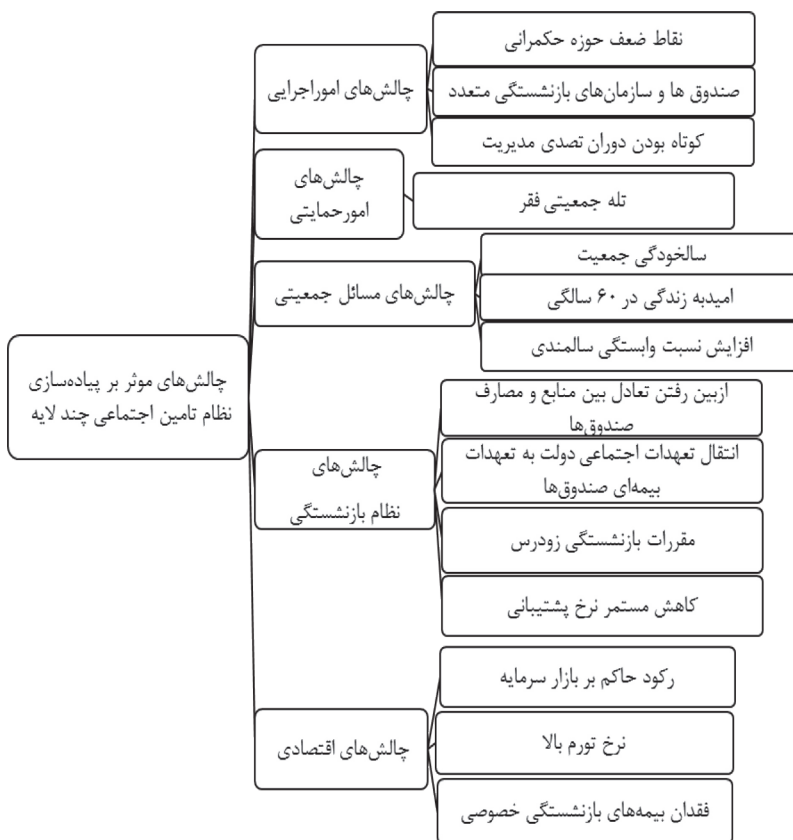 چالش‌های موثر بر پیاده‌سازی
نظام تامین اجتماعی چند لایه
چالش‌های اموراجرایی
نقاط ضعف حوزه حکمرانی
صندوق ها و سازمان‌های بازنشستگی متعدد
کوتاه بودن دوران تصدی مدیریت
چالش‌های
امورحمایتی
تله جمعیتی فقر
چالش‌های مسائل جمعیتی
سالخودگی جمعیت
امیدبه زندگی در ۶۰ سالگی
افزایش نسبت وابستگی سالمندی
چالش‌های
نظام بازنشستگی
ازبین رفتن تعادل بین منابع و مصارف
صندوق‌ها
انتقال تعهدات اجتماعی دولت به تعهدات
بیمه‌ای صندوق‌ها
مقررات بازنشستگی زودرس
کاهش مستمر نرخ پشتیبانی
چالش‌های اقتصادی
رکود حاکم بر بازار سرمایه
نرخ تورم بالا
فقدان بیمه‌های بازنشستگی خصوصی